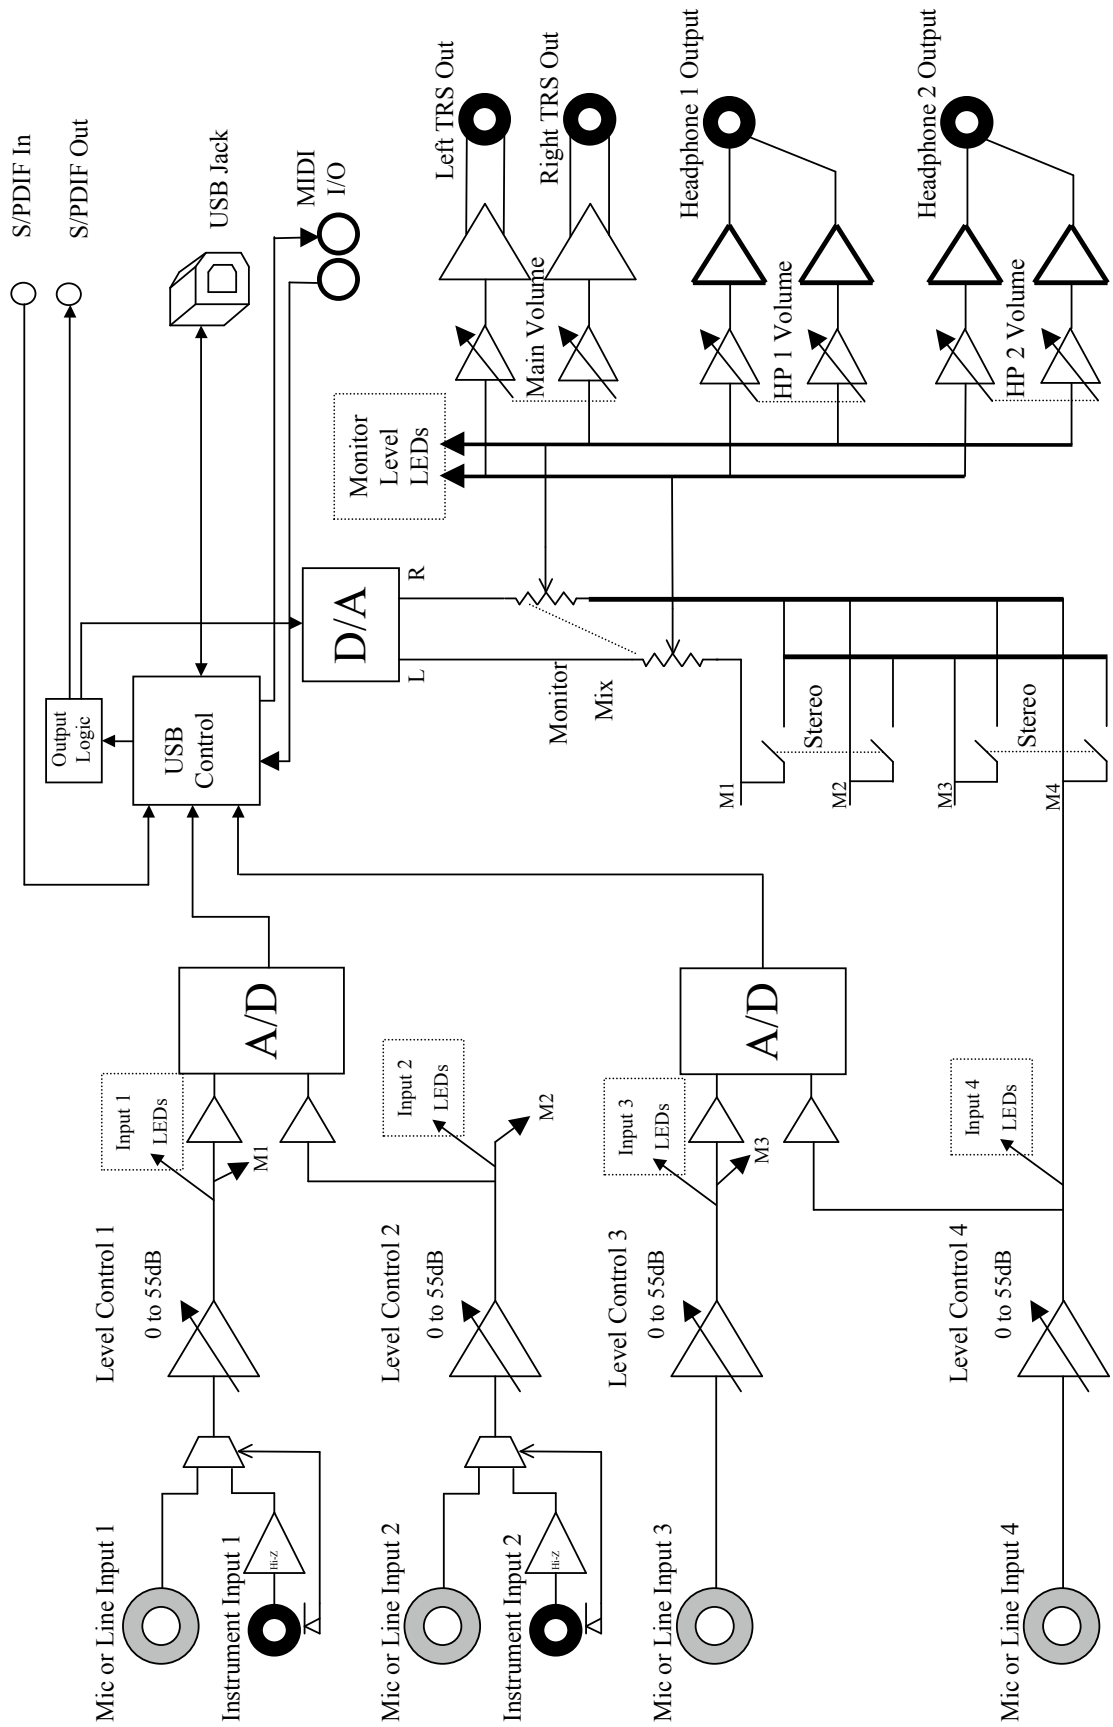 Mic or Line Input 1
Instrument Input 1
Hi-Z
Level Control 1
0 to 55dB
Input 1
LEDs
M1
A/D
Mic or Line Input 2
Instrument Input 2
Hi-Z
Level Control 2
0 to 55dB
Input 2
LEDs
M2
Mic or Line Input 3
Level Control 3
0 to 55dB
Input 3
LEDs
M3
A/D
Mic or Line Input 4
Level Control 4
0 to 55dB
Input 4
LEDs
S/PDIF In
S/PDIF Out
USB Jack
MIDI
I/O
Output
Logic
USB
Control
D/A
L
R
Monitor
Mix
M1
Stereo
M2
M3
Stereo
M4
Monitor
Level
LEDs
Main Volume
Left TRS Out
Right TRS Out
HP 1 Volume
Headphone 1 Output
HP 2 Volume
Headphone 2 Output